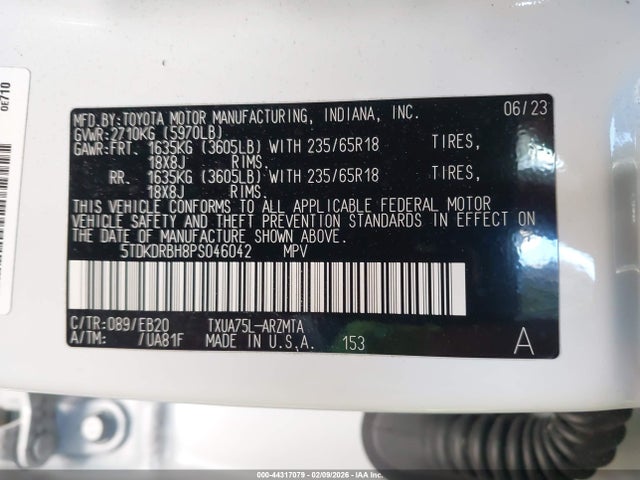 0E710
MFD.BY:TOYOTA MOTOR MANUFACTURING, INDIANA, INC. 06/23
GVWR:2710KG (5970LB)
GAWR:FRT. 1635KG (3605LB) WITH 235/65R18 TIRES,
18X8J RIMS.
RR. 1635KG (3605LB) WITH 235/65R18 TIRES,
18X8J RIMS.
THIS VEHICLE CONFORMS TO ALL APPLICABLE FEDERAL MOTOR
VEHICLE SAFETY AND THEFT PREVENTION STANDARDS IN EFFECT ON
THE DATE OF MANUFACTURE SHOWN ABOVE.
5TDKDRBH8PS046042 MPV
C/TR:089/EB20 TXUA75L-ARZMTA
A/TM: /UA81F MADE IN U.S.A. 153 A
000-44317079 - 02/09/2026 - IAAI.COM